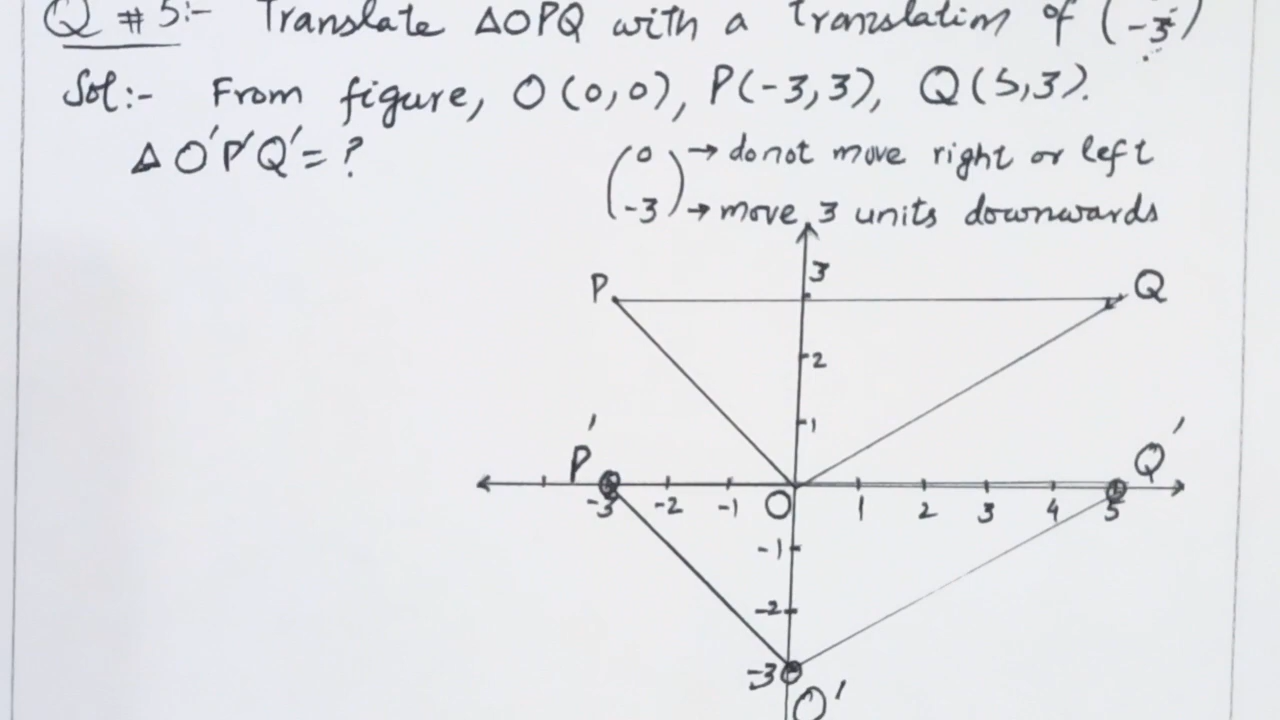 Q # 5:- Translate ΔOPQ with a translation of (
-3)
Sol:- From figure, O(0,0), P(-3,3), Q(5,3).
ΔO'P'Q' = ?
(0 → donot move right or left
-3) → move 3 units downwards
3
P Q
2
1
P' Q'
-3 -2 -1 O 1 2 3 4 5
-1
-2
-3
O'